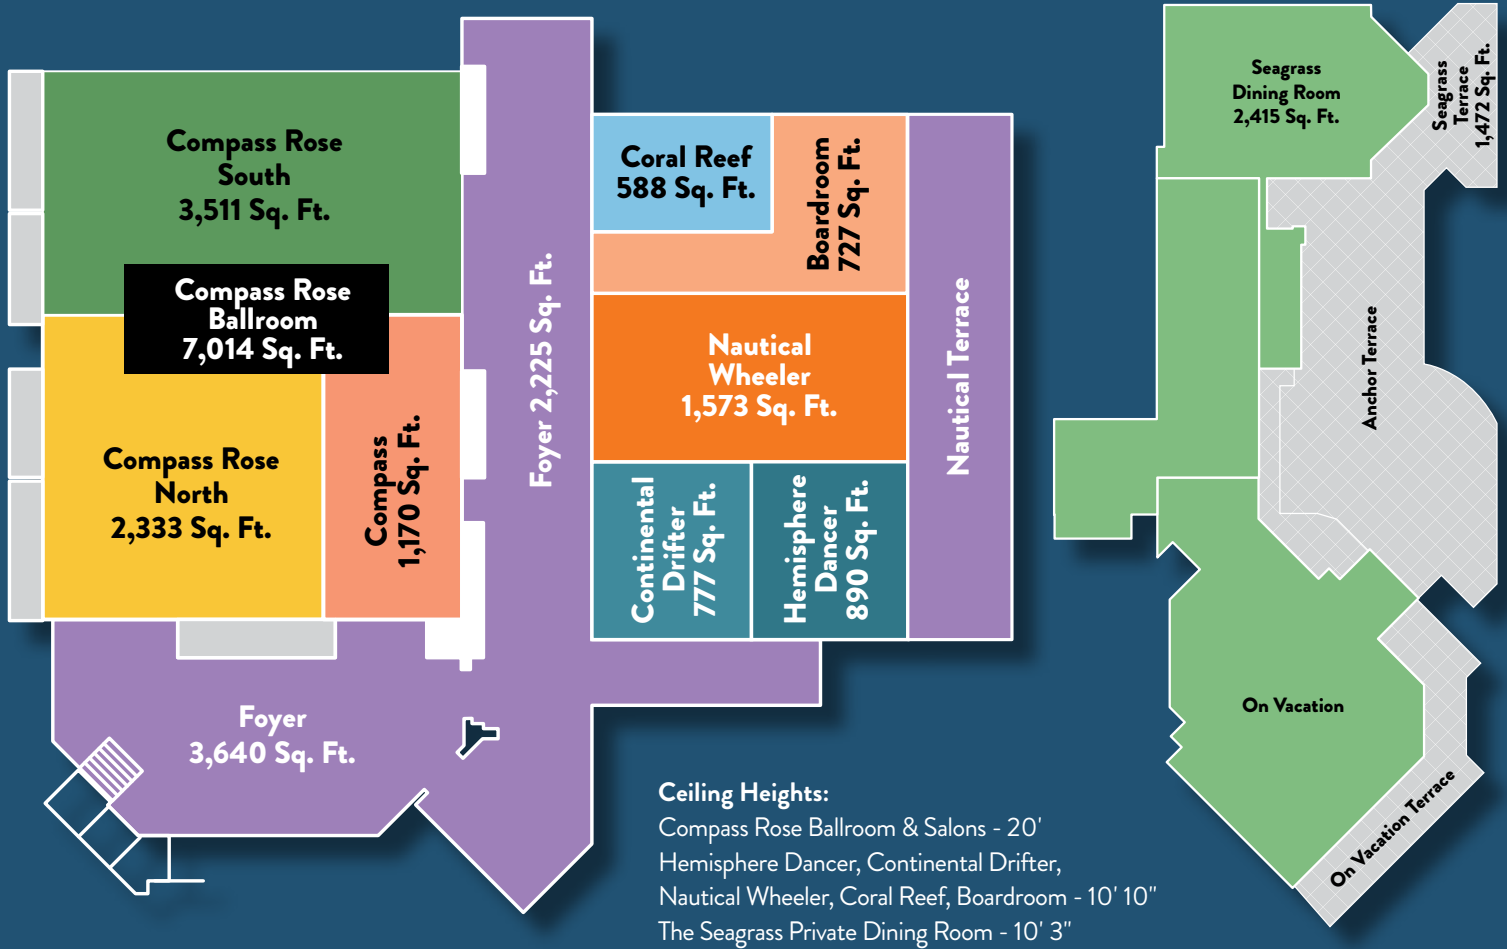 Compass Rose
South
3,511 Sq. Ft.
Compass Rose
Ballroom
7,014 Sq. Ft.
Compass Rose
North
2,333 Sq. Ft.
Compass
1,170 Sq. Ft.
Foyer
3,640 Sq. Ft.
Foyer 2,225 Sq. Ft.
Coral Reef
588 Sq. Ft.
Boardroom
727 Sq. Ft.
Nautical
Wheeler
1,573 Sq. Ft.
Continental
Drifter
777 Sq. Ft.
Hemisphere
Dancer
890 Sq. Ft.
Nautical Terrace
Seagrass
Dining Room
2,415 Sq. Ft.
Seagrass
Terrace
1,472 Sq. Ft.
Anchor Terrace
On Vacation
On Vacation Terrace
Ceiling Heights:
Compass Rose Ballroom & Salons - 20'
Hemisphere Dancer, Continental Drifter,
Nautical Wheeler, Coral Reef, Boardroom - 10' 10"
The Seagrass Private Dining Room - 10' 3"